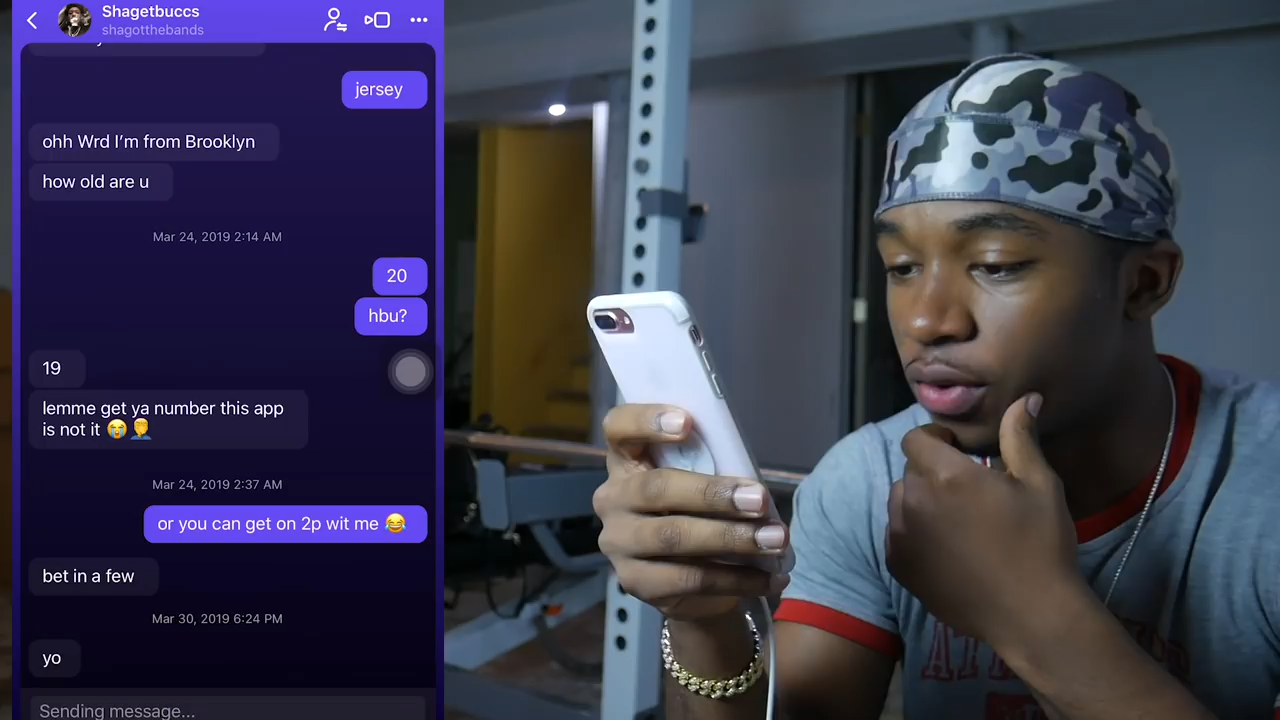 Shagetbuccs
shagotthebands
jersey
ohh Wrd I'm from Brooklyn
how old are u
Mar 24, 2019 2:14 AM
20
hbu?
19
lemme get ya number this app
is not it 😭🤦‍♂️
Mar 24, 2019 2:37 AM
or you can get on 2p wit me 😂
bet in a few
Mar 30, 2019 6:24 PM
yo
Sending message...